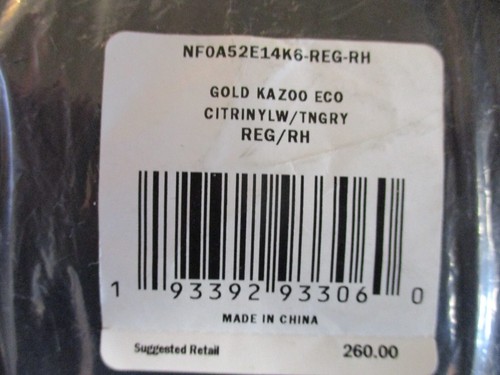 NF0A52E14K6-REG-RH
GOLD KAZOO ECO
CITRINYLW/TNGRY
REG/RH
1 93392 93306 0
MADE IN CHINA
Suggested Retail 260.00